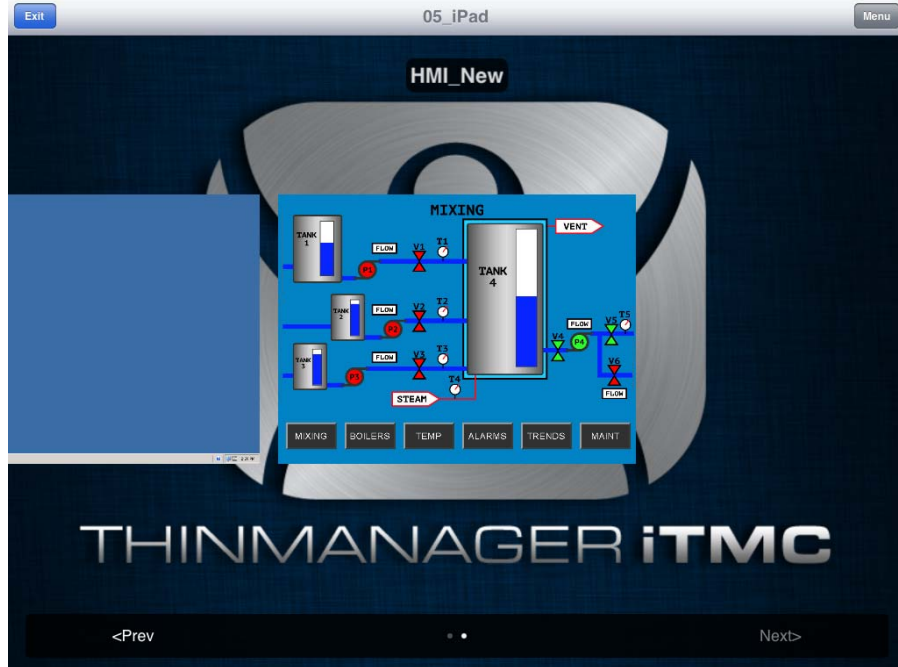 Exit
05_iPad
Menu
HMI_New
MIXING
VENT
TANK
1
FLOW
V1
T1
P1
TANK
4
TANK
2
FLOW
V2
T2
P2
TANK
3
FLOW
V3
T3
P3
T4
STEAM
V4
FLOW
P4
V5
T5
V6
FLOW
MIXING
BOILERS
TEMP
ALARMS
TRENDS
MAINT
THINMANAGER iTMC
<Prev
Next>